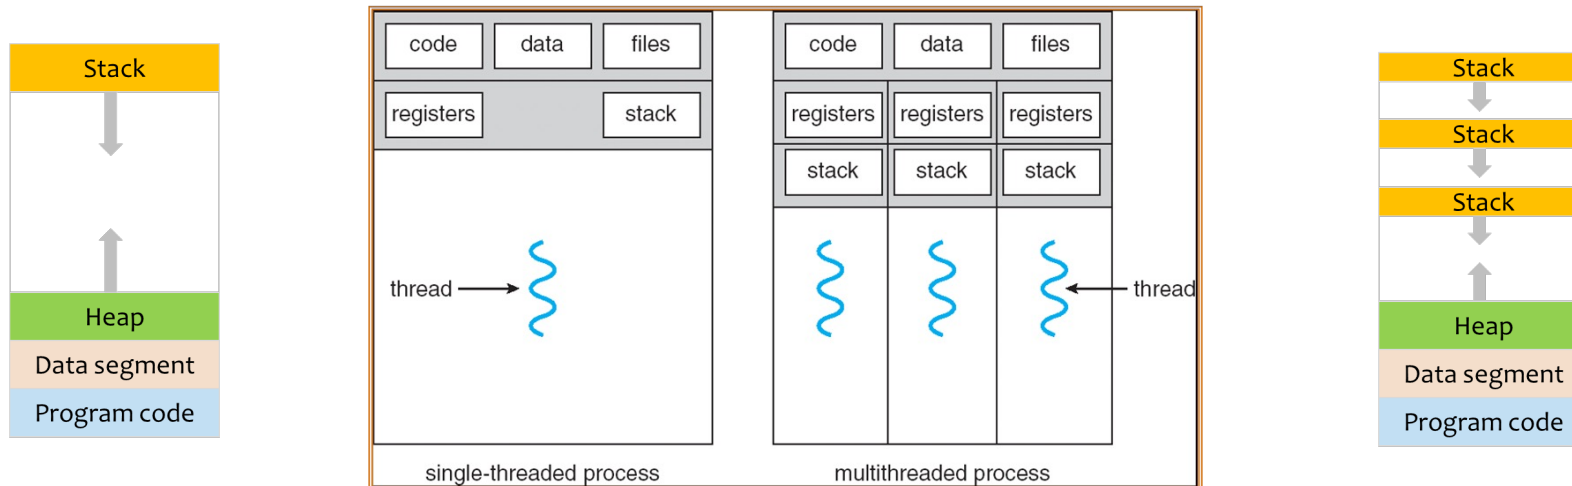 Stack
Heap
Data segment
Program code
code data files
registers stack
thread
single-threaded process
code data files
registers registers registers
stack stack stack
thread
multithreaded process
Stack
Stack
Stack
Heap
Data segment
Program code